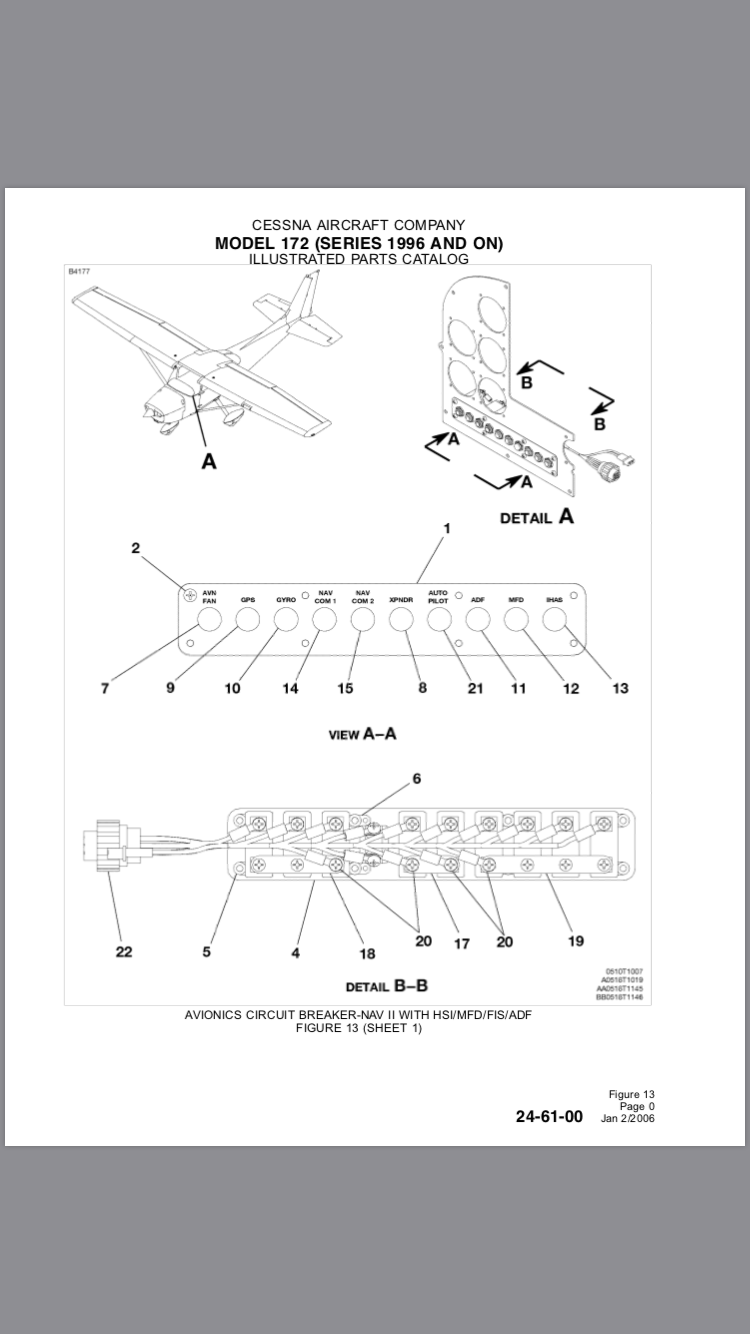 CESSNA AIRCRAFT COMPANY
MODEL 172 (SERIES 1996 AND ON)
ILLUSTRATED PARTS CATALOG
B4177
A
B
B
A
A
DETAIL A
1
2
AVN FAN
GPS
GYRO
NAV COM 1
NAV COM 2
XPNDR
AUTO PILOT
ADF
MFD
IHAS
7
9
10
14
15
8
21
11
12
13
VIEW A–A
6
22
5
4
18
20
17
20
19
DETAIL B–B
0510T1007
A0518T1019
AA0518T1145
BB0518T1146
AVIONICS CIRCUIT BREAKER-NAV II WITH HSI/MFD/FIS/ADF
FIGURE 13 (SHEET 1)
Figure 13
Page 0
24-61-00 Jan 2/2006